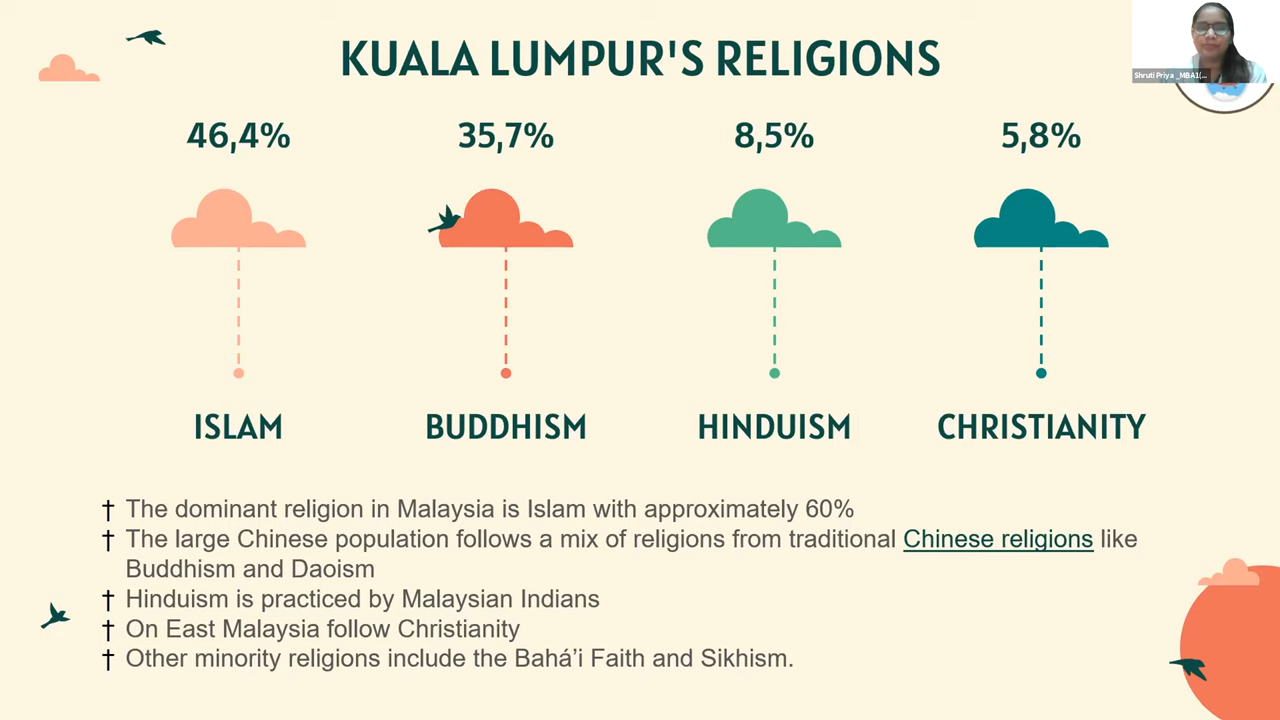 KUALA LUMPUR'S RELIGIONS
Shruti Priya _MBA1(...
46,4%
35,7%
8,5%
5,8%
ISLAM
BUDDHISM
HINDUISM
CHRISTIANITY
† The dominant religion in Malaysia is Islam with approximately 60%
† The large Chinese population follows a mix of religions from traditional Chinese religions like
Buddhism and Daoism
† Hinduism is practiced by Malaysian Indians
† On East Malaysia follow Christianity
† Other minority religions include the Bahá’i Faith and Sikhism.